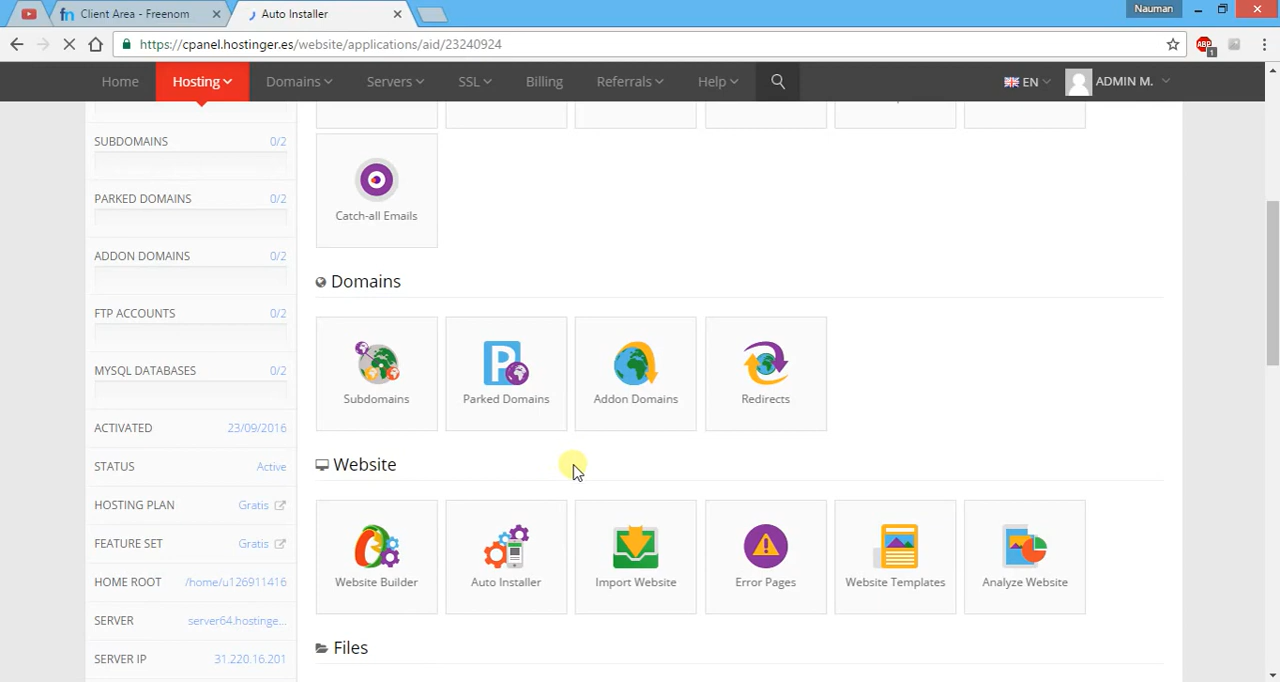 Client Area - Freenom
Auto Installer
Nauman
https://cpanel.hostinger.es/website/applications/aid/23240924
ABP
1
Home
Hosting
Domains
Servers
SSL
Billing
Referrals
Help
EN
ADMIN M.
SUBDOMAINS 0/2
PARKED DOMAINS 0/2
ADDON DOMAINS 0/2
FTP ACCOUNTS 0/2
MYSQL DATABASES 0/2
ACTIVATED 23/09/2016
STATUS Active
HOSTING PLAN Gratis
FEATURE SET Gratis
HOME ROOT /home/u126911416
SERVER server64.hostinge...
SERVER IP 31.220.16.201
Catch-all Emails
Domains
Subdomains
Parked Domains
Addon Domains
Redirects
Website
Website Builder
Auto Installer
Import Website
Error Pages
Website Templates
Analyze Website
Files